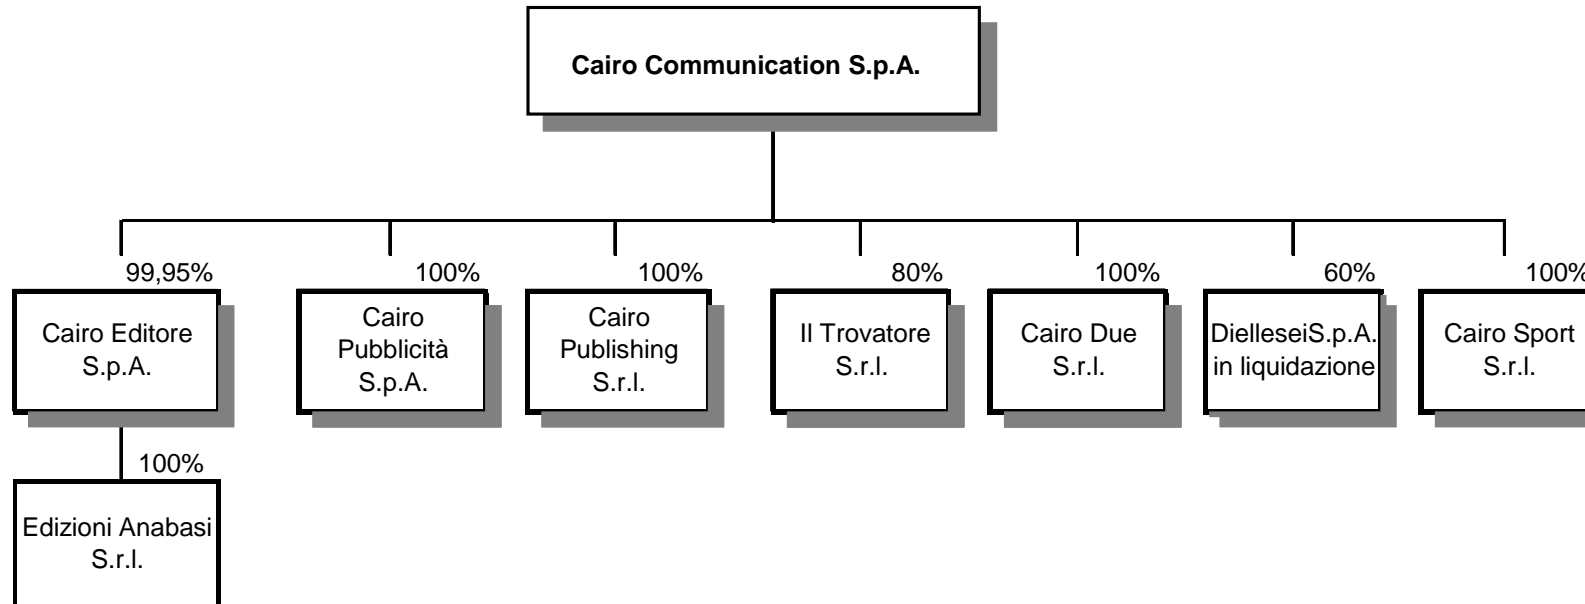 Cairo Communication S.p.A.
99,95%
100%
100%
80%
100%
60%
100%
Cairo Editore
S.p.A.
Cairo
Pubblicità
S.p.A.
Cairo
Publishing
S.r.l.
Il Trovatore
S.r.l.
Cairo Due
S.r.l.
DielleseiS.p.A.
in liquidazione
Cairo Sport
S.r.l.
100%
Edizioni Anabasi
S.r.l.